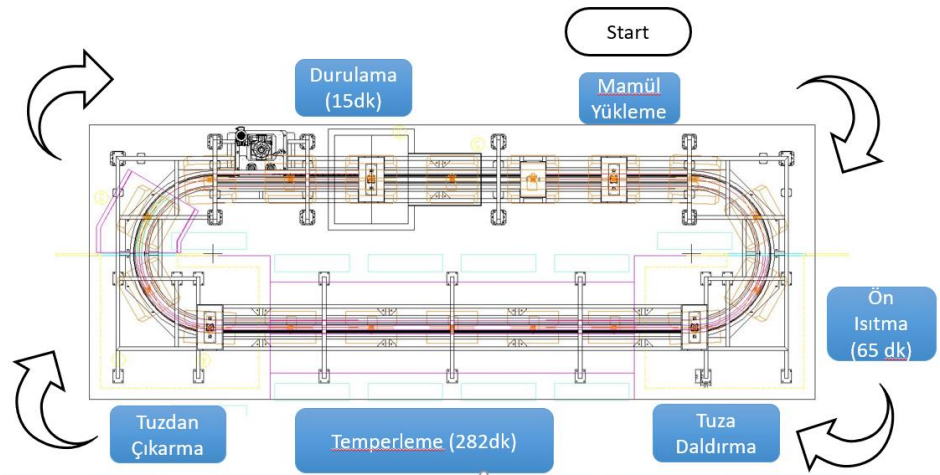 Start
Durulama
(15dk)
Mamül
Yükleme
Ön
Isıtma
(65 dk)
Tuzdan
Çıkarma
Temperleme (282dk)
Tuza
Daldırma